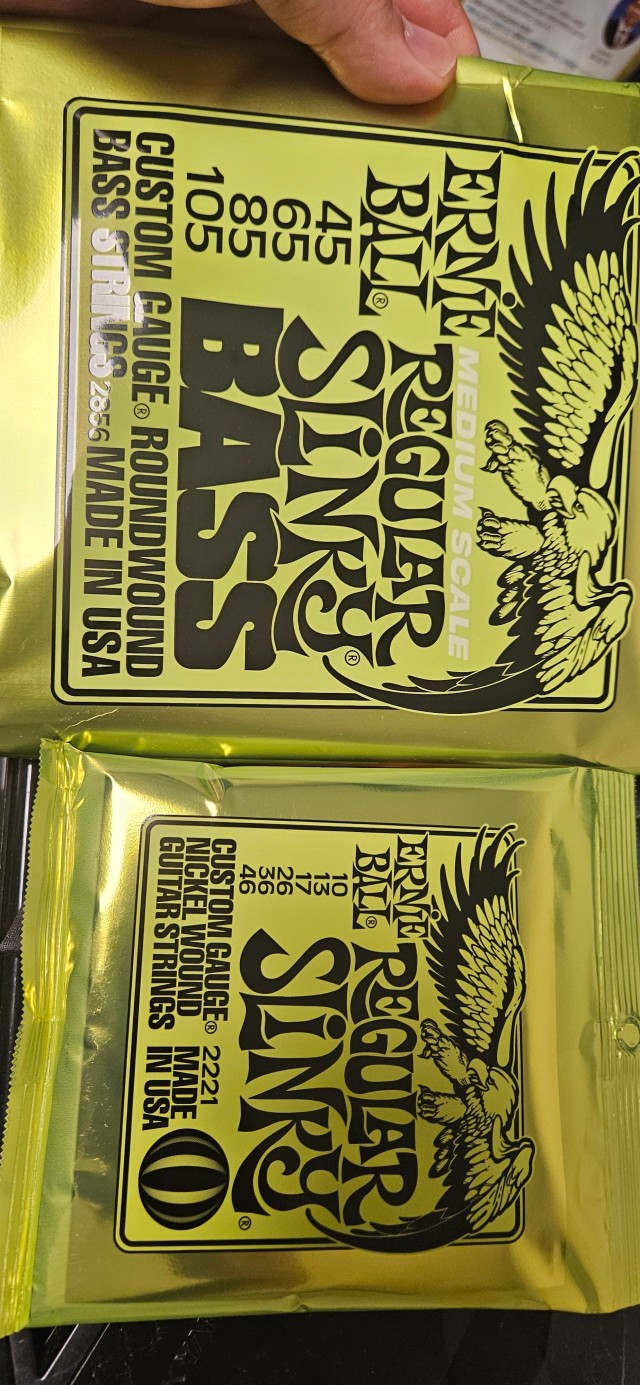 ERNiE
BALL®
MEDIUM SCALE
REGULAR
SLiNKY®
BASS
45
65
85
105
CUSTOM GAUGE® ROUNDWOUND
BASS STRINGS 2856 MADE IN USA
ERNiE
BALL®
REGULAR
SLiNKY®
10
13
17
26
36
46
CUSTOM GAUGE® 2221
NICKEL WOUND MADE
GUITAR STRINGS IN USA